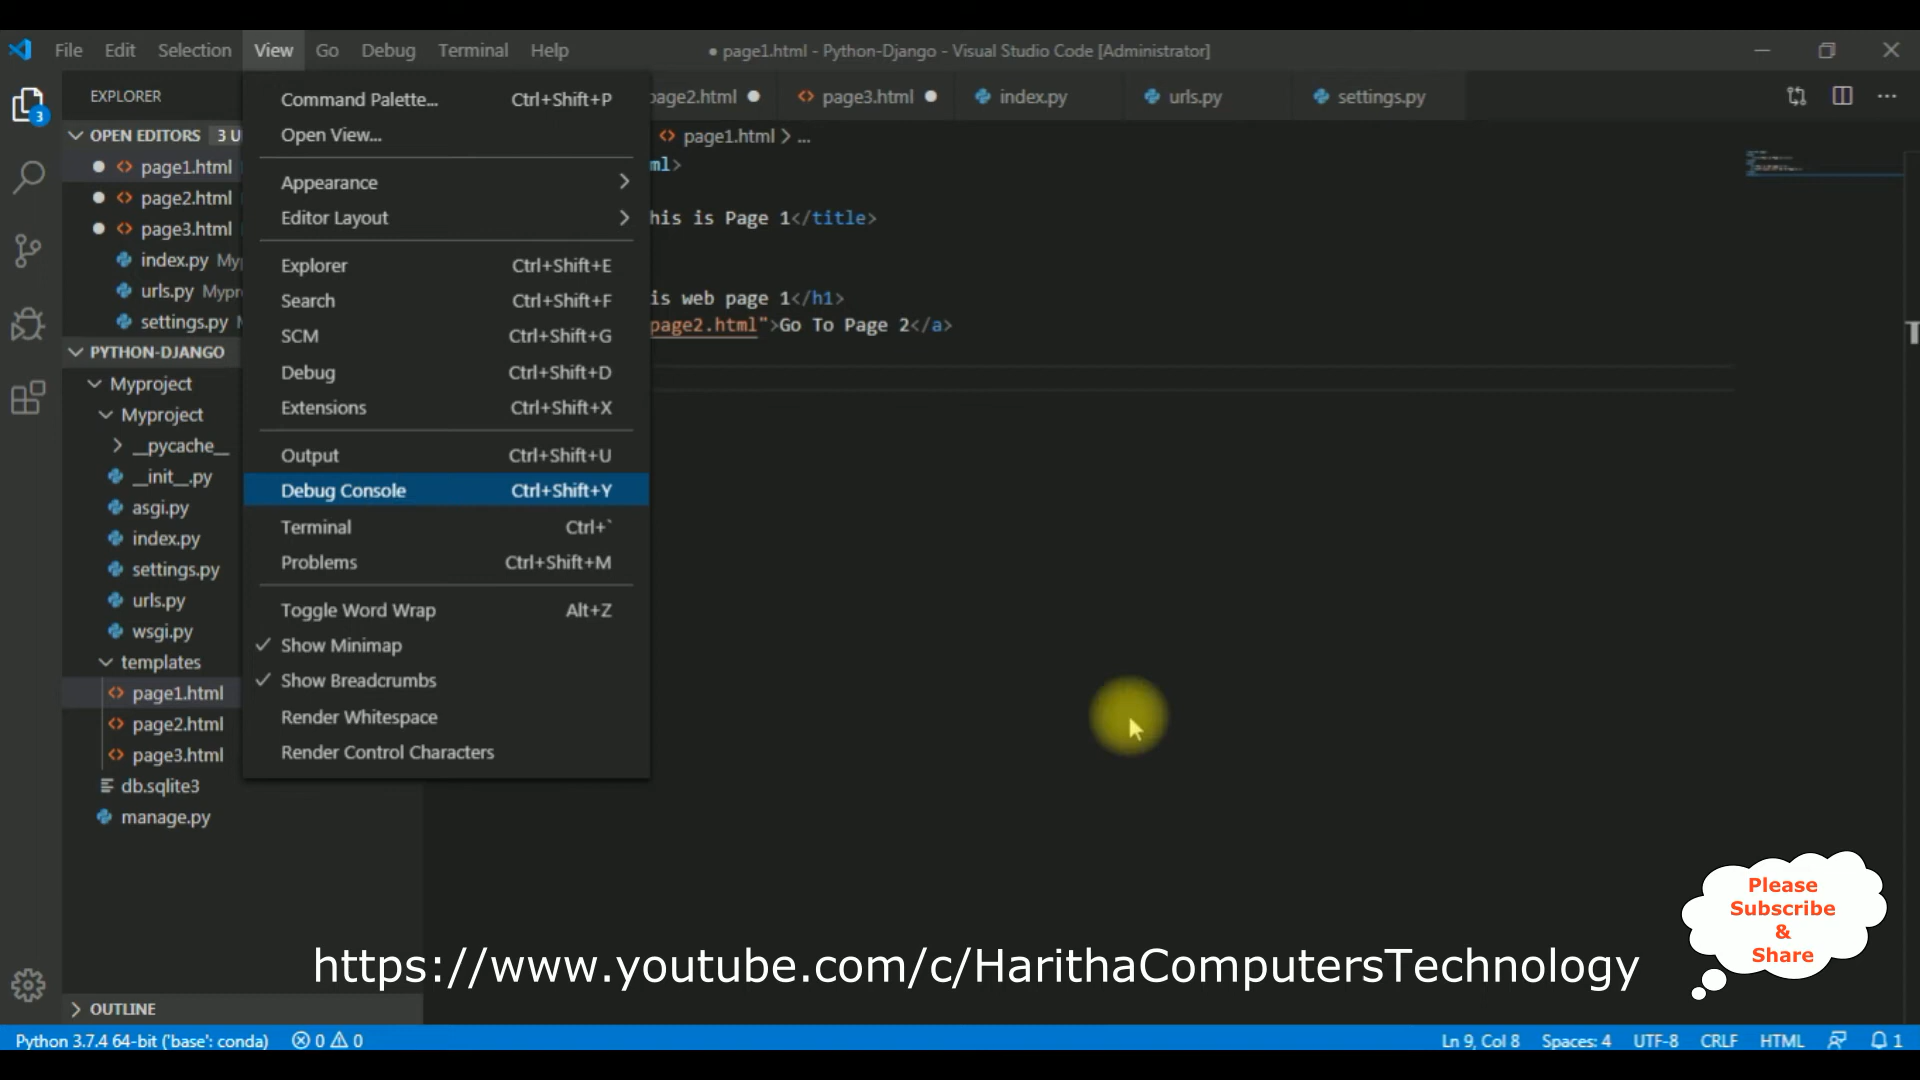 File Edit Selection View Go Debug Terminal Help
● page1.html - Python-Django - Visual Studio Code [Administrator]
EXPLORER
page2.html
page3.html
index.py
urls.py
settings.py
3
OPEN EDITORS 3 U
page1.html
page2.html
page3.html
index.py Myp
urls.py Mypr
settings.py
PYTHON-DJANGO
Myproject
Myproject
__pycache__
__init__.py
asgi.py
index.py
settings.py
urls.py
wsgi.py
templates
page1.html
page2.html
page3.html
db.sqlite3
manage.py
OUTLINE
Command Palette... Ctrl+Shift+P
Open View...
Appearance
Editor Layout
Explorer Ctrl+Shift+E
Search Ctrl+Shift+F
SCM Ctrl+Shift+G
Debug Ctrl+Shift+D
Extensions Ctrl+Shift+X
Output Ctrl+Shift+U
Debug Console Ctrl+Shift+Y
Terminal Ctrl+`
Problems Ctrl+Shift+M
Toggle Word Wrap Alt+Z
Show Minimap
Show Breadcrumbs
Render Whitespace
Render Control Characters
page1.html > ...
ml>
his is Page 1</title>
is web page 1</h1>
page2.html">Go To Page 2</a>
Please
Subscribe
&
Share
https://www.youtube.com/c/HarithaComputersTechnology
Python 3.7.4 64-bit ('base': conda) 0 0
Ln 9, Col 8 Spaces: 4 UTF-8 CRLF HTML 1